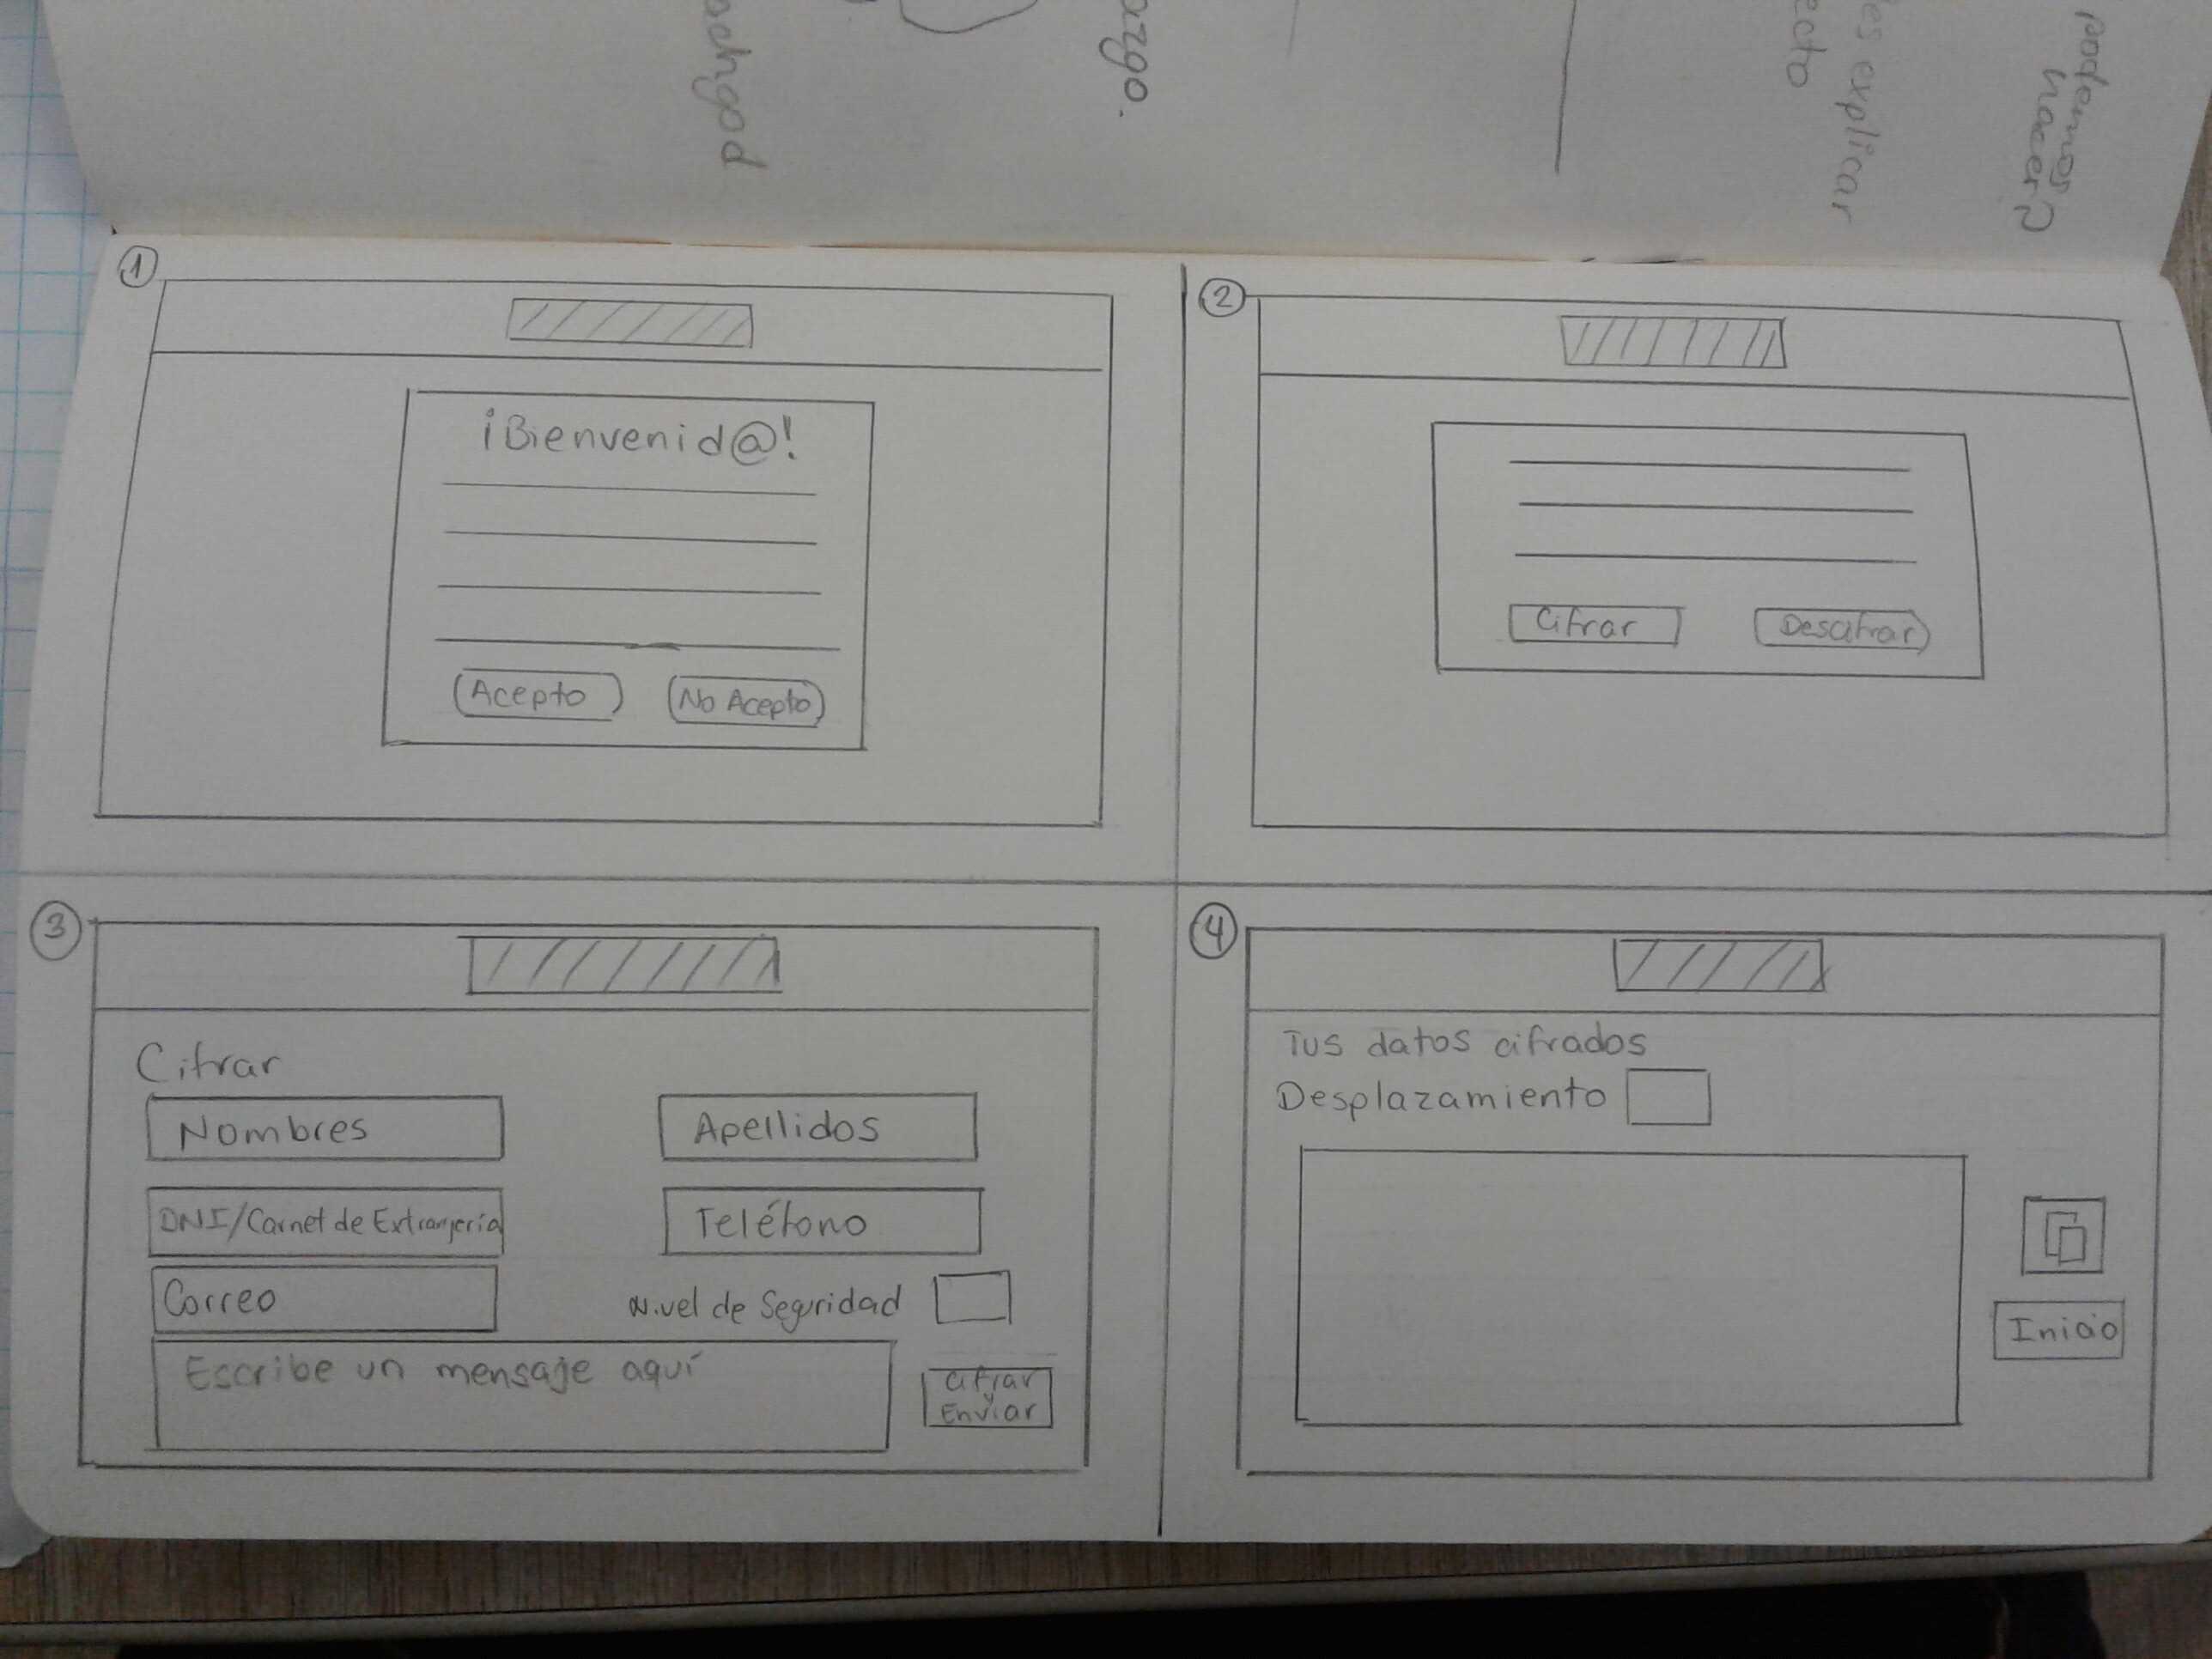 podemos
hacer?
es explicar
ecto
azgo.
1
¡Bienvenid@!
Acepto
No Acepto
2
Cifrar
Descifrar
3
Cifrar
Nombres
Apellidos
DNI/Carnet de Extranjería
Teléfono
Correo
Nivel de Seguridad
Escribe un mensaje aquí
Cifrar
y
Enviar
4
Tus datos cifrados
Desplazamiento
Inicio